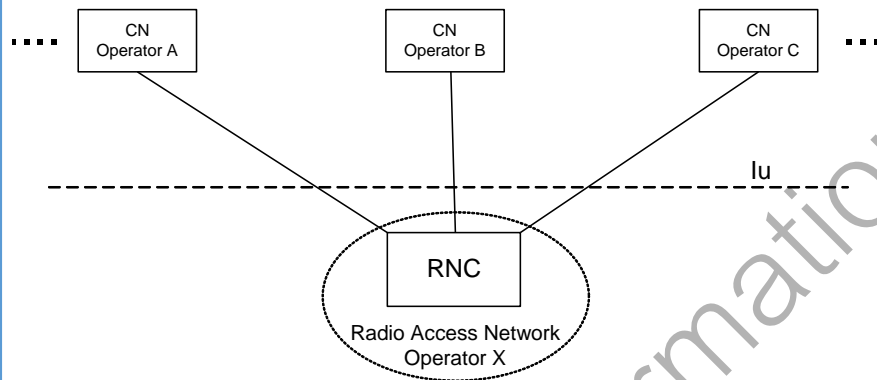 CN
Operator A
CN
Operator B
CN
Operator C
Iu
RNC
Radio Access Network
Operator X